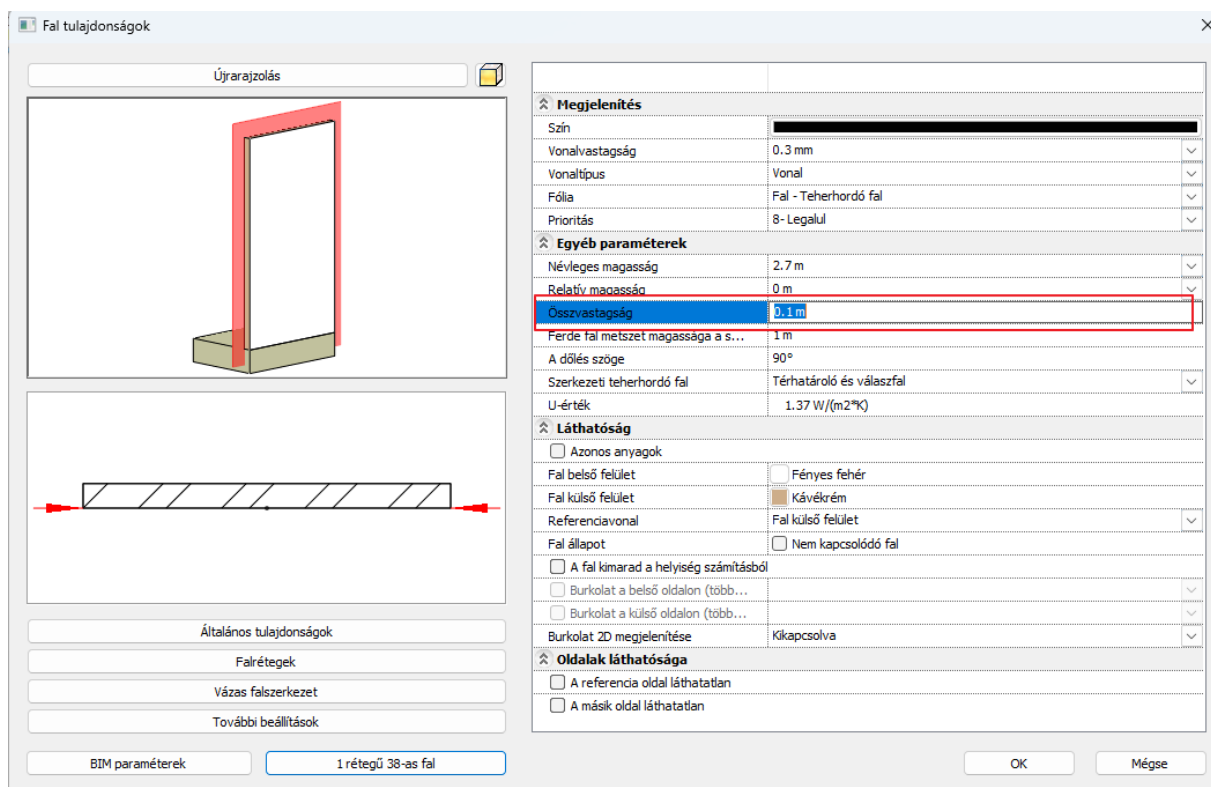 Fal tulajdonságok
Újrarajzolás
Megjelenítés
Szín
Vonalvastagság 0.3 mm
Vonaltípus Vonal
Fólia Fal - Teherhordó fal
Prioritás 8- Legalul
Egyéb paraméterek
Névleges magasság 2.7 m
Relatív magasság 0 m
Összvastagság 0.1 m
Ferde fal metszet magassága a s... 1 m
A dőlés szöge 90°
Szerkezeti teherhordó fal Térhatároló és válaszfal
U-érték 1.37 W/(m2*K)
Láthatóság
Azonos anyagok
Fal belső felület Fényes fehér
Fal külső felület Kávékrém
Referenciavonal Fal külső felület
Fal állapot Nem kapcsolódó fal
A fal kimarad a helyiség számításból
Burkolat a belső oldalon (több...
Burkolat a külső oldalon (több...
Burkolat 2D megjelenítése Kikapcsolva
Oldalak láthatósága
A referencia oldal láthatatlan
A másik oldal láthatatlan
Általános tulajdonságok
Falrétegek
Vázas falszerkezet
További beállítások
BIM paraméterek 1 rétegű 38-as fal OK Mégse